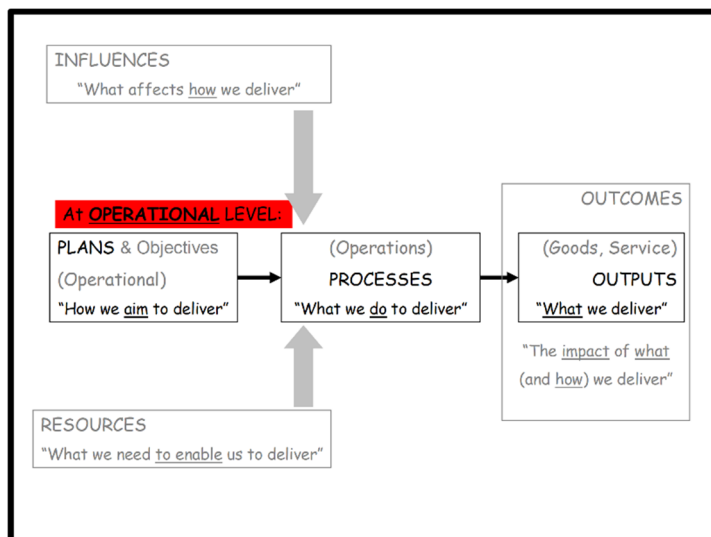 INFLUENCES
“What affects how we deliver”
At OPERATIONAL LEVEL:
PLANS & Objectives
(Operational)
“How we aim to deliver”
(Operations)
PROCESSES
“What we do to deliver”
OUTCOMES
(Goods, Service)
OUTPUTS
“What we deliver”
“The impact of what
(and how) we deliver”
RESOURCES
“What we need to enable us to deliver”